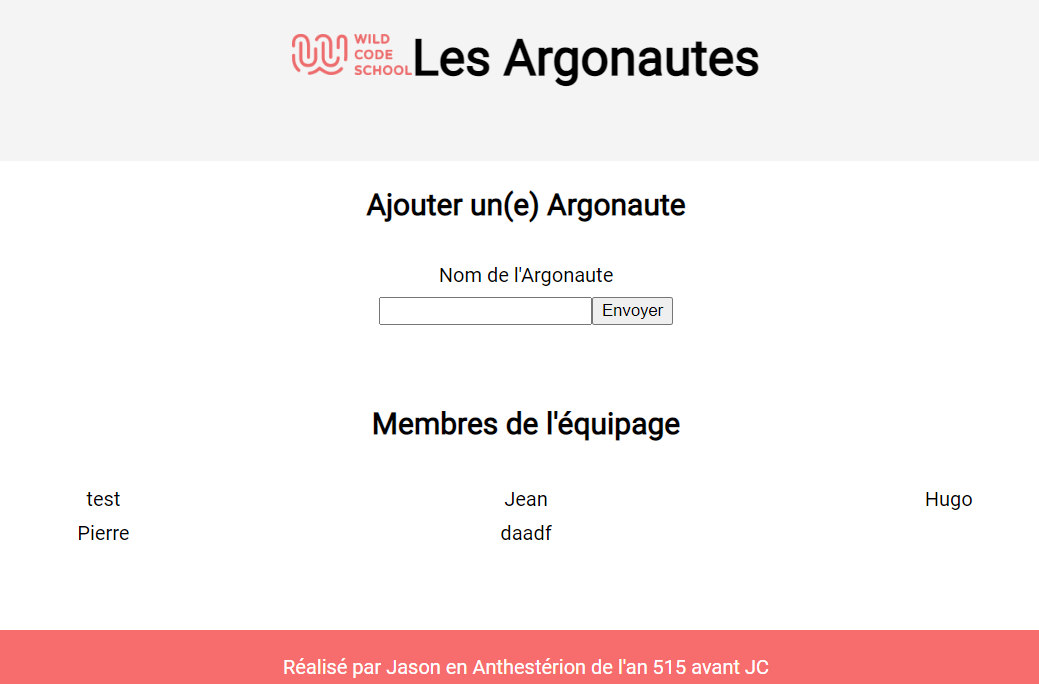 WILD
CODE
SCHOOL
Les Argonautes
Ajouter un(e) Argonaute
Nom de l'Argonaute
Envoyer
Membres de l'équipage
test Jean Hugo
Pierre daadf
Réalisé par Jason en Anthestérion de l'an 515 avant JC